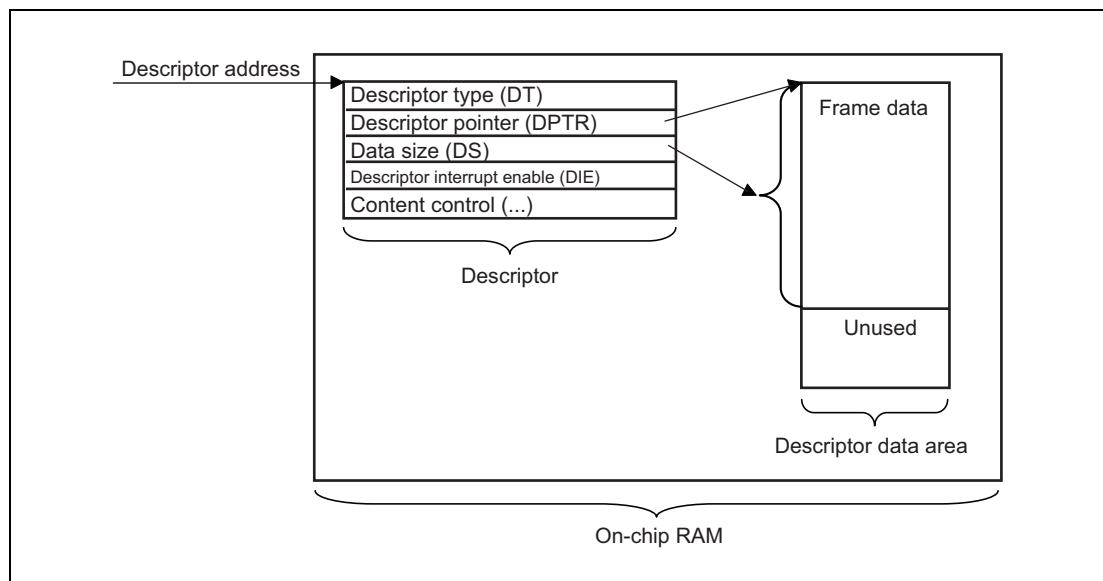 Descriptor address
Descriptor type (DT)
Descriptor pointer (DPTR)
Data size (DS)
Descriptor interrupt enable (DIE)
Content control (...)
Descriptor
Frame data
Unused
Descriptor data area
On-chip RAM